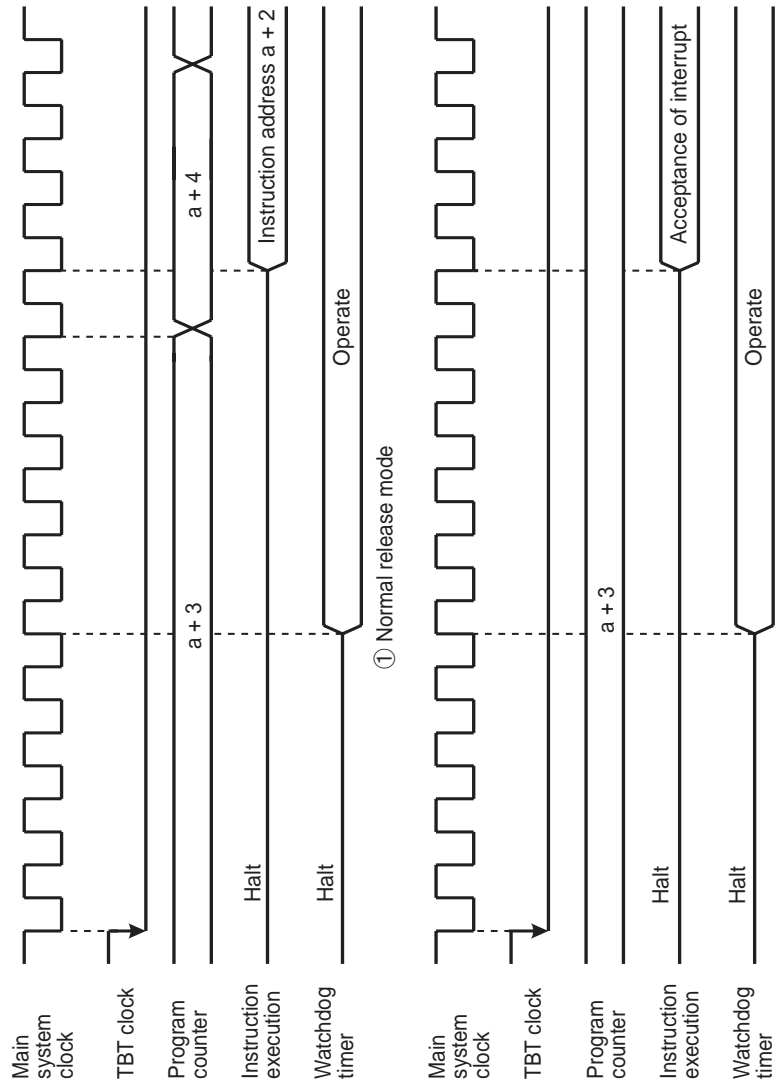 Main
system
clock
TBT clock
Program
counter
a + 3
a + 4
Instruction
execution
Halt
Instruction address a + 2
Watchdog
timer
Halt
Operate
① Normal release mode
Main
system
clock
TBT clock
Program
counter
a + 3
Instruction
execution
Halt
Acceptance of interrupt
Watchdog
timer
Halt
Operate